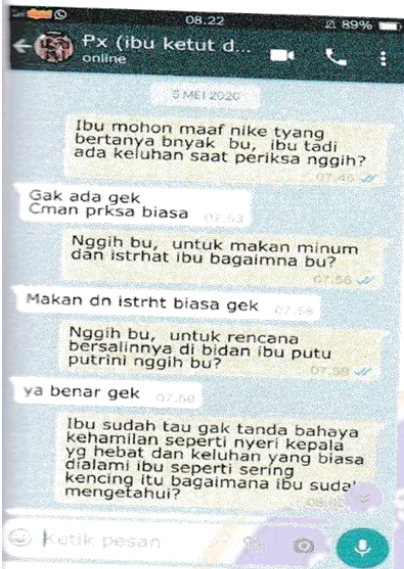 08.22
89%
Px (ibu ketut d...
online
5 MEI 2020
Ibu mohon maaf nike tyang
bertanya bnyak bu, ibu tadi
ada keluhan saat periksa nggih?
07.46
Gak ada gek
Cman prksa biasa
07.53
Nggih bu, untuk makan minum
dan istrhat ibu bagaimna bu?
07.56
Makan dn istrht biasa gek
07.58
Nggih bu, untuk rencana
bersalinnya di bidan ibu putu
putrini nggih bu?
07.59
ya benar gek
07.59
Ibu sudah tau gak tanda bahaya
kehamilan seperti nyeri kepala
yg hebat dan keluhan yang biasa
dialami ibu seperti sering
kencing itu bagaimana ibu suda
mengetahui?
Ketik pesan